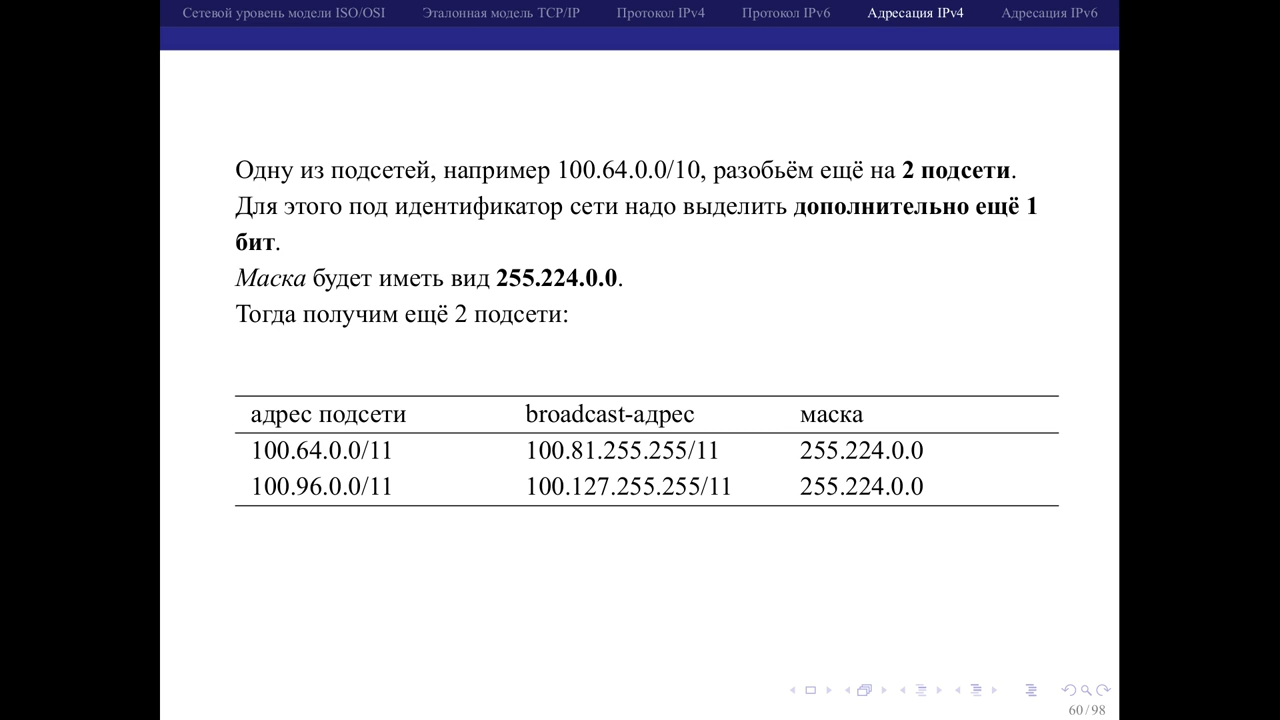 Сетевой уровень модели ISO/OSI Эталонная модель TCP/IP Протокол IPv4 Протокол IPv6 Адресация IPv4 Адресация IPv6
Одну из подсетей, например 100.64.0.0/10, разобьём ещё на 2 подсети.
Для этого под идентификатор сети надо выделить дополнительно ещё 1
бит.
Маска будет иметь вид 255.224.0.0.
Тогда получим ещё 2 подсети:
адрес подсети broadcast-адрес маска
100.64.0.0/11 100.81.255.255/11 255.224.0.0
100.96.0.0/11 100.127.255.255/11 255.224.0.0
60 / 98